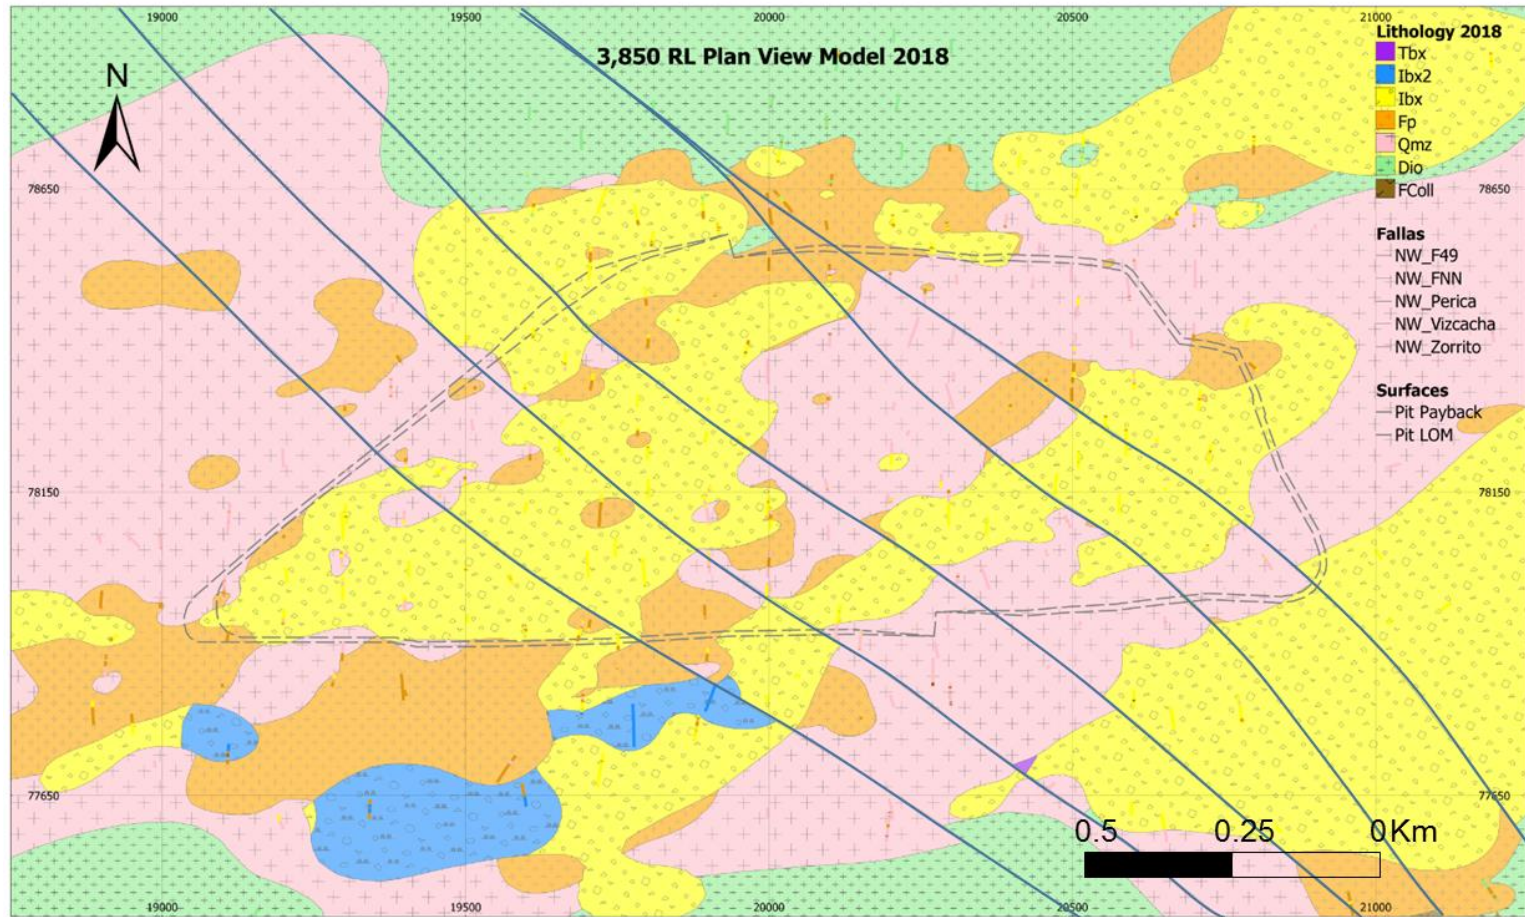 19000 19500 20000 20500 21000
3,850 RL Plan View Model 2018
N
Lithology 2018
Tbx
Ibx2
Ibx
Fp
Qmz
Dio
FColl
78650 78650
Fallas
NW_F49
NW_FNN
NW_Perica
NW_Vizcacha
NW_Zorrito
Surfaces
Pit Payback
Pit LOM
78150 78150
77650 77650
0.5 0.25 0Km
19000 19500 20000 20500 21000